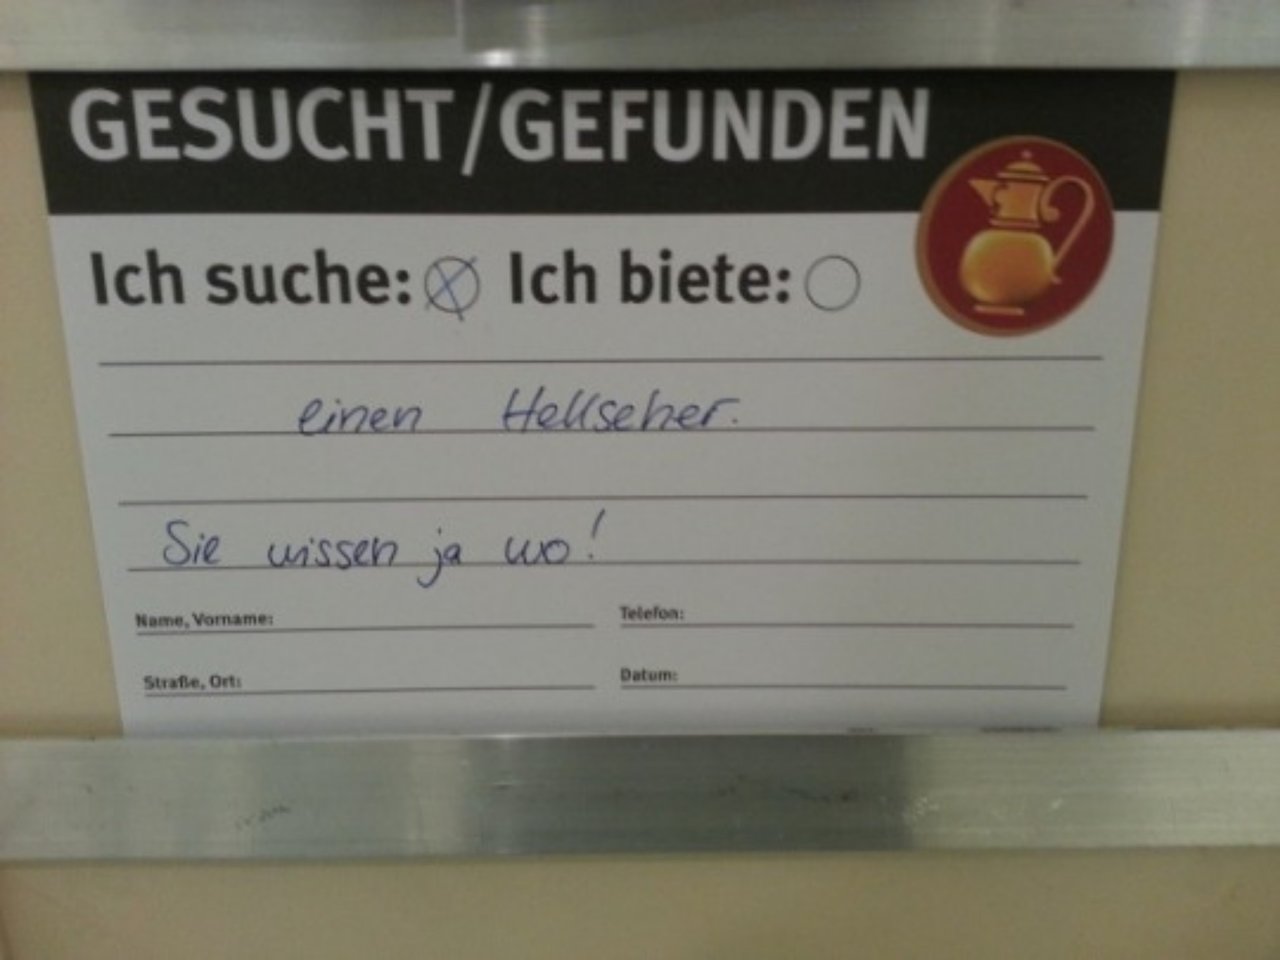 GESUCHT/GEFUNDEN
Ich suche: Ich biete:
einen Hellseher.
Sie wissen ja wo!
Name, Vorname: Telefon:
Straße, Ort: Datum: